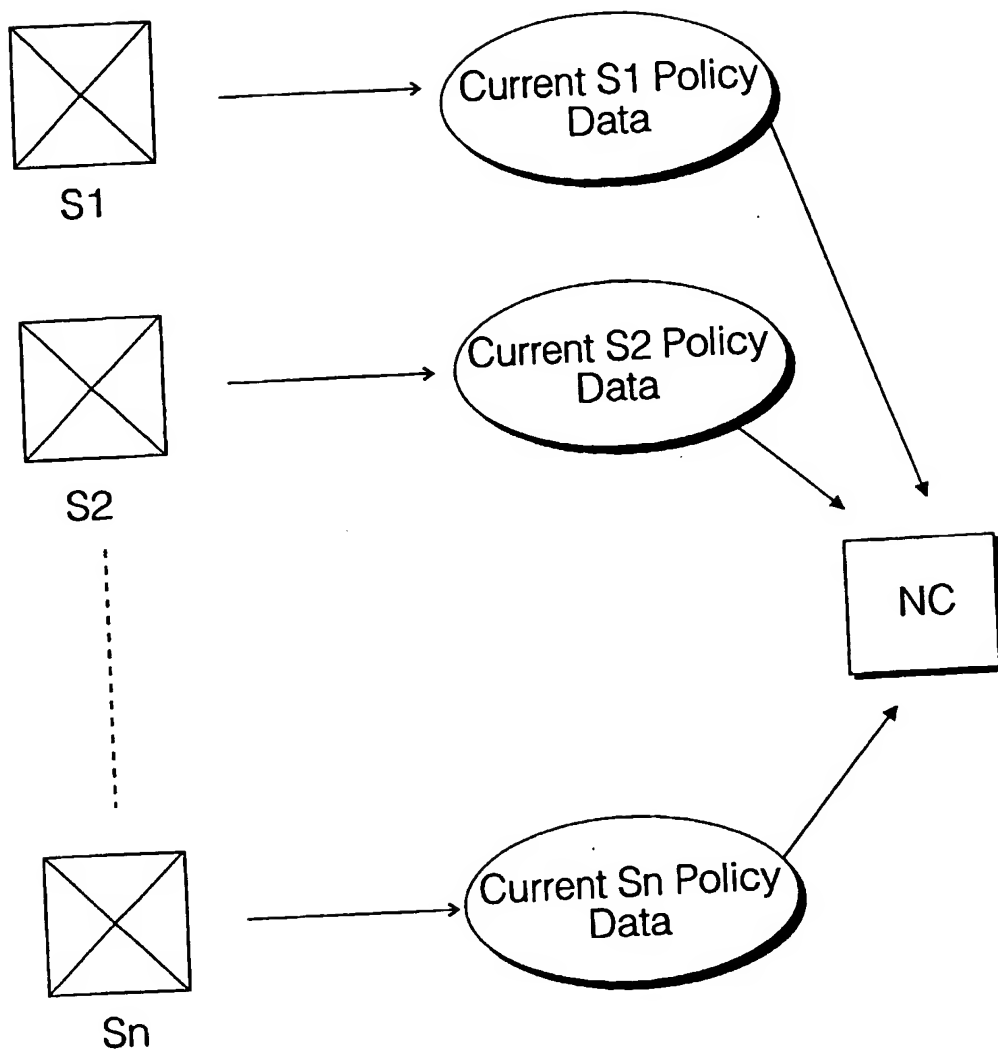 Current S1 Policy
Data
S1
Current S2 Policy
Data
S2
NC
Current Sn Policy
Data
Sn